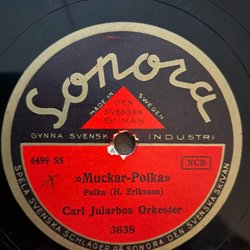 Sonora
MADE IN SWEDEN
DEN
SVENSKA
SKIVAN
GYNNA SVENSK INDUSTRI
4499 SS
NCB
»Muckar-Polka»
Polka (H. Eriksson)
Carl Jularbos Orkester
3638
SPELA SVENSKA SCHLAGER PÅ SONORA DEN SVENSKA SKIVAN